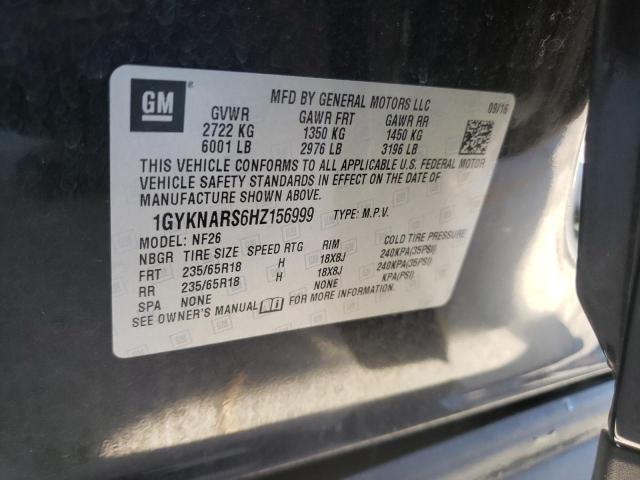 GM
MFD BY GENERAL MOTORS LLC 09/16
GVWR GAWR FRT GAWR RR
2722 KG 1350 KG 1450 KG
6001 LB 2976 LB 3196 LB
THIS VEHICLE CONFORMS TO ALL APPLICABLE U.S. FEDERAL MOTOR
VEHICLE SAFETY STANDARDS IN EFFECT ON THE DATE OF
MANUFACTURE SHOWN ABOVE.
1GYKNARS6HZ156999 TYPE: M.P.V.
MODEL: NF26
NBGR TIRE SIZE SPEED RTG RIM COLD TIRE PRESSURE
FRT 235/65R18 H 18X8J 240KPA(35PSI)
RR 235/65R18 H 18X8J 240KPA(35PSI)
SPA NONE NONE KPA(PSI)
SEE OWNER'S MANUAL i FOR MORE INFORMATION.